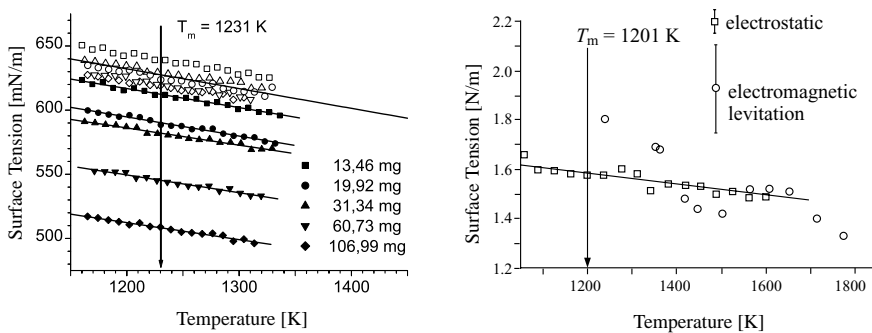 T_m = 1231 K
Surface Tension [mN/m]
650
600
550
500
13,46 mg
19,92 mg
31,34 mg
60,73 mg
106,99 mg
1200
1300
1400
Temperature [K]
electrostatic
T_m = 1201 K
electromagnetic
levitation
Surface Tension [N/m]
2.2
2.0
1.8
1.6
1.4
1.2
1200
1400
1600
1800
Temperature [K]